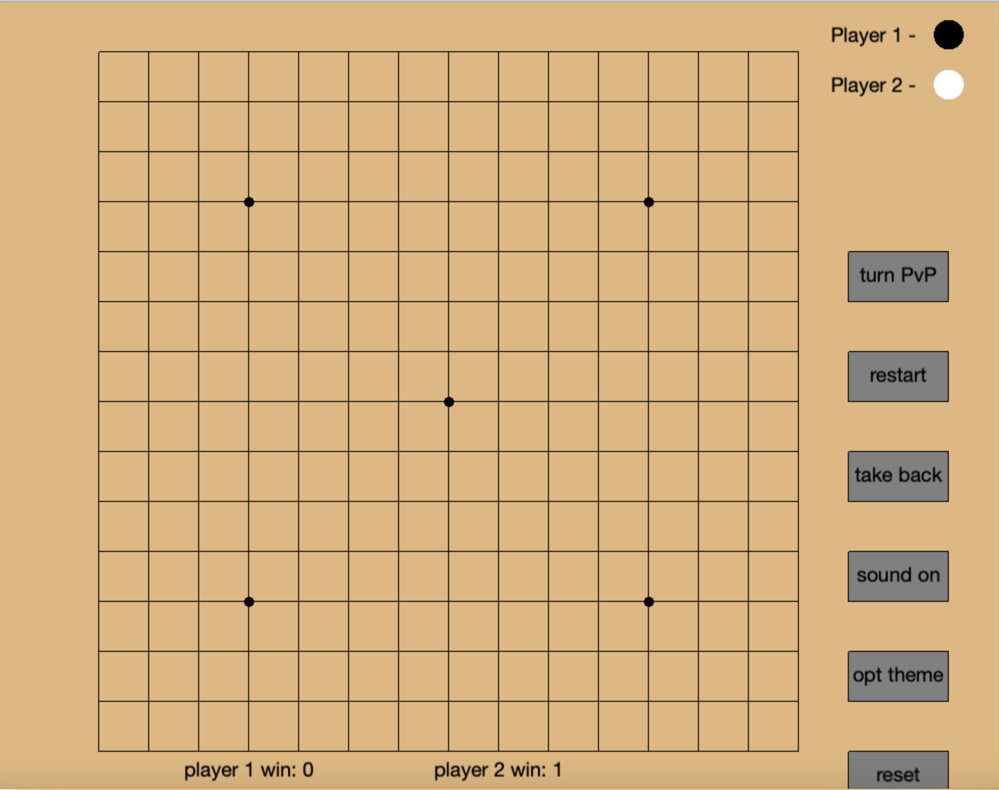 Player 1 -
Player 2 -
turn PvP
restart
take back
sound on
opt theme
reset
player 1 win: 0
player 2 win: 1